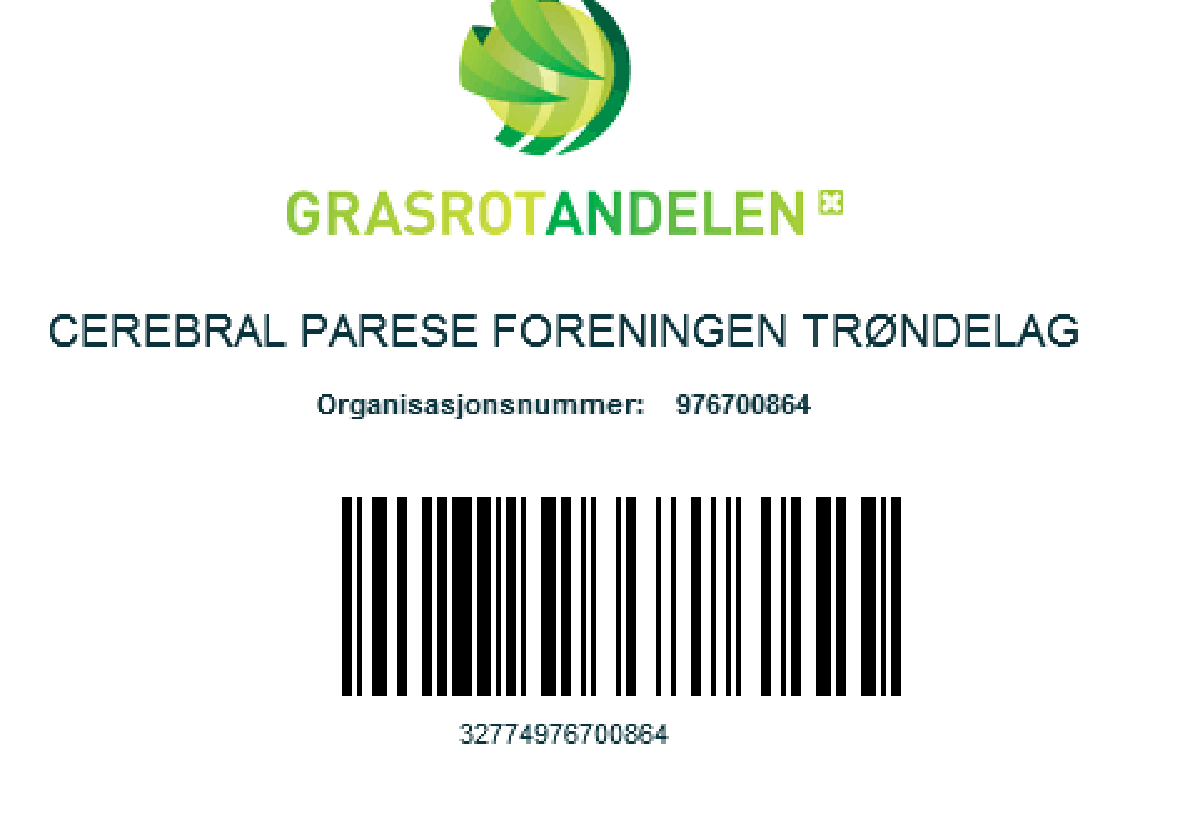 GRASROTANDELEN
CEREBRAL PARESE FORENINGEN TRØNDELAG
Organisasjonsnummer: 976700864
32774976700864